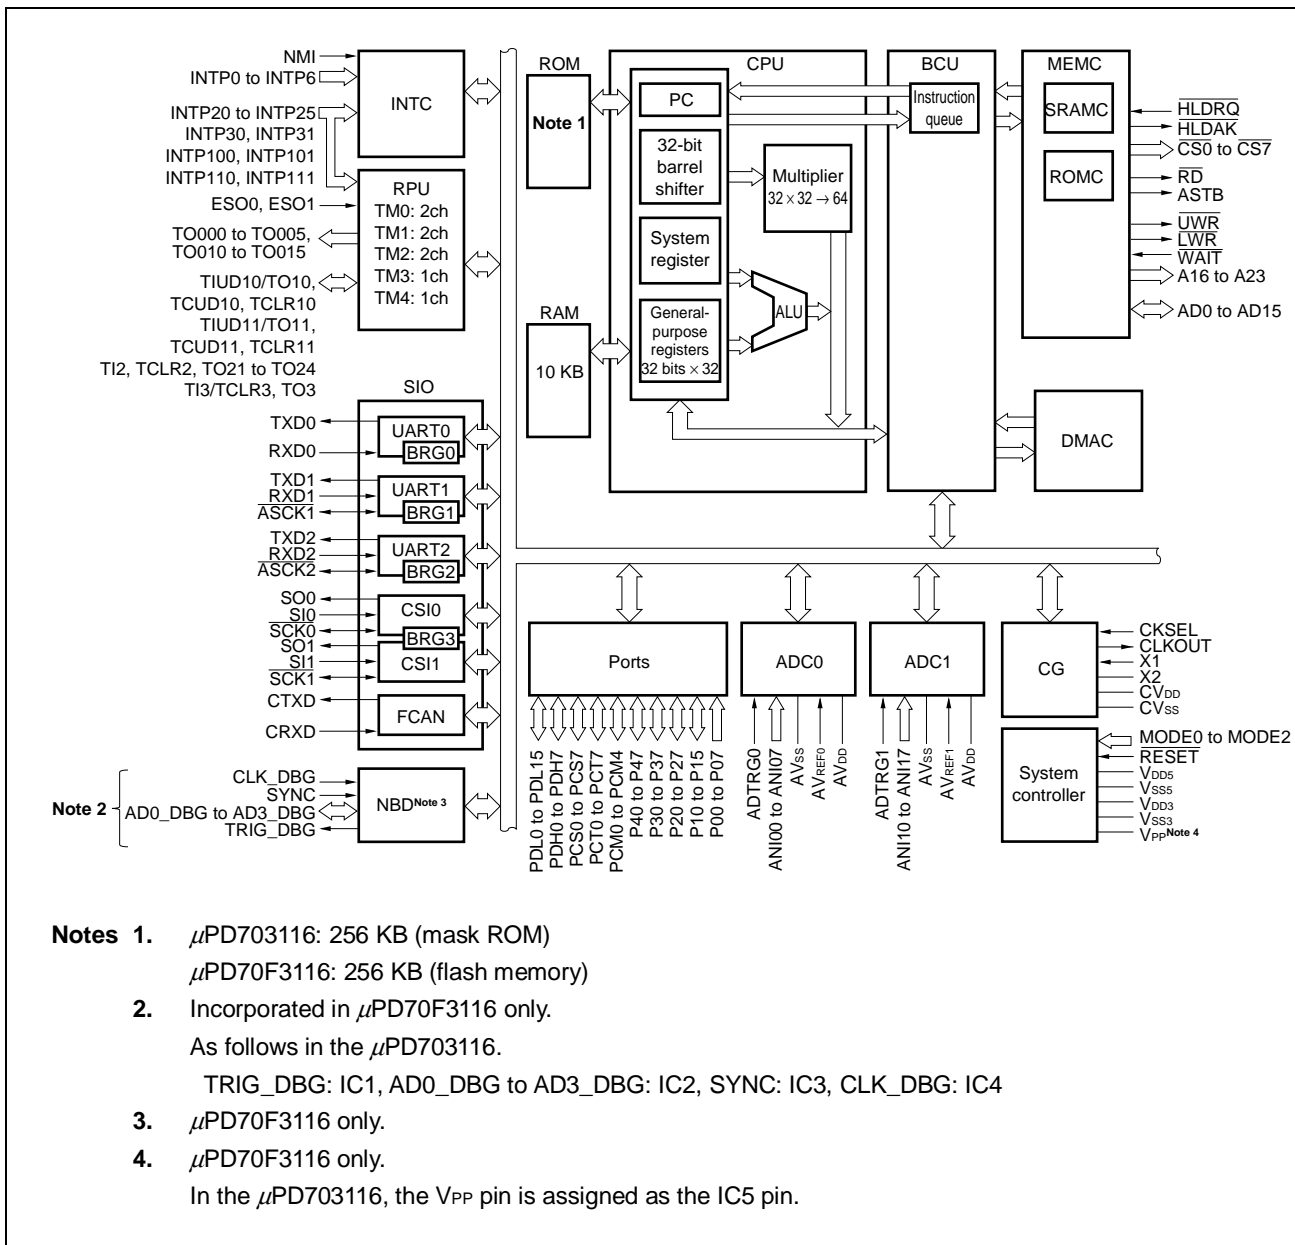 NMI
INTP0 to INTP6
INTP20 to INTP25
INTP30, INTP31
INTP100, INTP101
INTP110, INTP111
ESO0, ESO1
TO000 to TO005,
TO010 to TO015
TIUD10/TO10,
TCUD10, TCLR10
TIUD11/TO11,
TCUD11, TCLR11
TI2, TCLR2, TO21 to TO24
TI3/TCLR3, TO3
INTC
RPU
TM0: 2ch
TM1: 2ch
TM2: 2ch
TM3: 1ch
TM4: 1ch
SIO
TXD0
RXD0
UART0
BRG0
TXD1
RXD1
ASCK1
UART1
BRG1
TXD2
RXD2
ASCK2
UART2
BRG2
SO0
SI0
SCK0
CSI0
BRG3
SO1
SI1
SCK1
CSI1
CTXD
CRXD
FCAN
Note 2
CLK_DBG
SYNC
AD0_DBG to AD3_DBG
TRIG_DBG
NBD Note 3
ROM
Note 1
RAM
10 KB
CPU
PC
32-bit
barrel
shifter
System
register
General-
purpose
registers
32 bits × 32
Multiplier
32 × 32 → 64
ALU
BCU
Instruction
queue
MEMC
SRAMC
ROMC
HLDRQ
HLDAK
CS0 to CS7
RD
ASTB
UWR
LWR
WAIT
A16 to A23
AD0 to AD15
DMAC
Ports
PDL0 to PDL15
PDH0 to PDH7
PCS0 to PCS7
PCT0 to PCT7
PCM0 to PCM4
P40 to P47
P30 to P37
P20 to P27
P10 to P15
P00 to P07
ADC0
ADTRG0
ANI00 to ANI07
AVSS
AVREF0
AVDD
ADC1
ADTRG1
ANI10 to ANI17
AVSS
AVREF1
AVDD
CG
CKSEL
CLKOUT
X1
X2
CVDD
CVSS
System
controller
MODE0 to MODE2
RESET
VDD5
VSS5
VDD3
VSS3
VPP Note 4
Notes 1. μPD703116: 256 KB (mask ROM)
μPD70F3116: 256 KB (flash memory)
2. Incorporated in μPD70F3116 only.
As follows in the μPD703116.
TRIG_DBG: IC1, AD0_DBG to AD3_DBG: IC2, SYNC: IC3, CLK_DBG: IC4
3. μPD70F3116 only.
4. μPD70F3116 only.
In the μPD703116, the VPP pin is assigned as the IC5 pin.